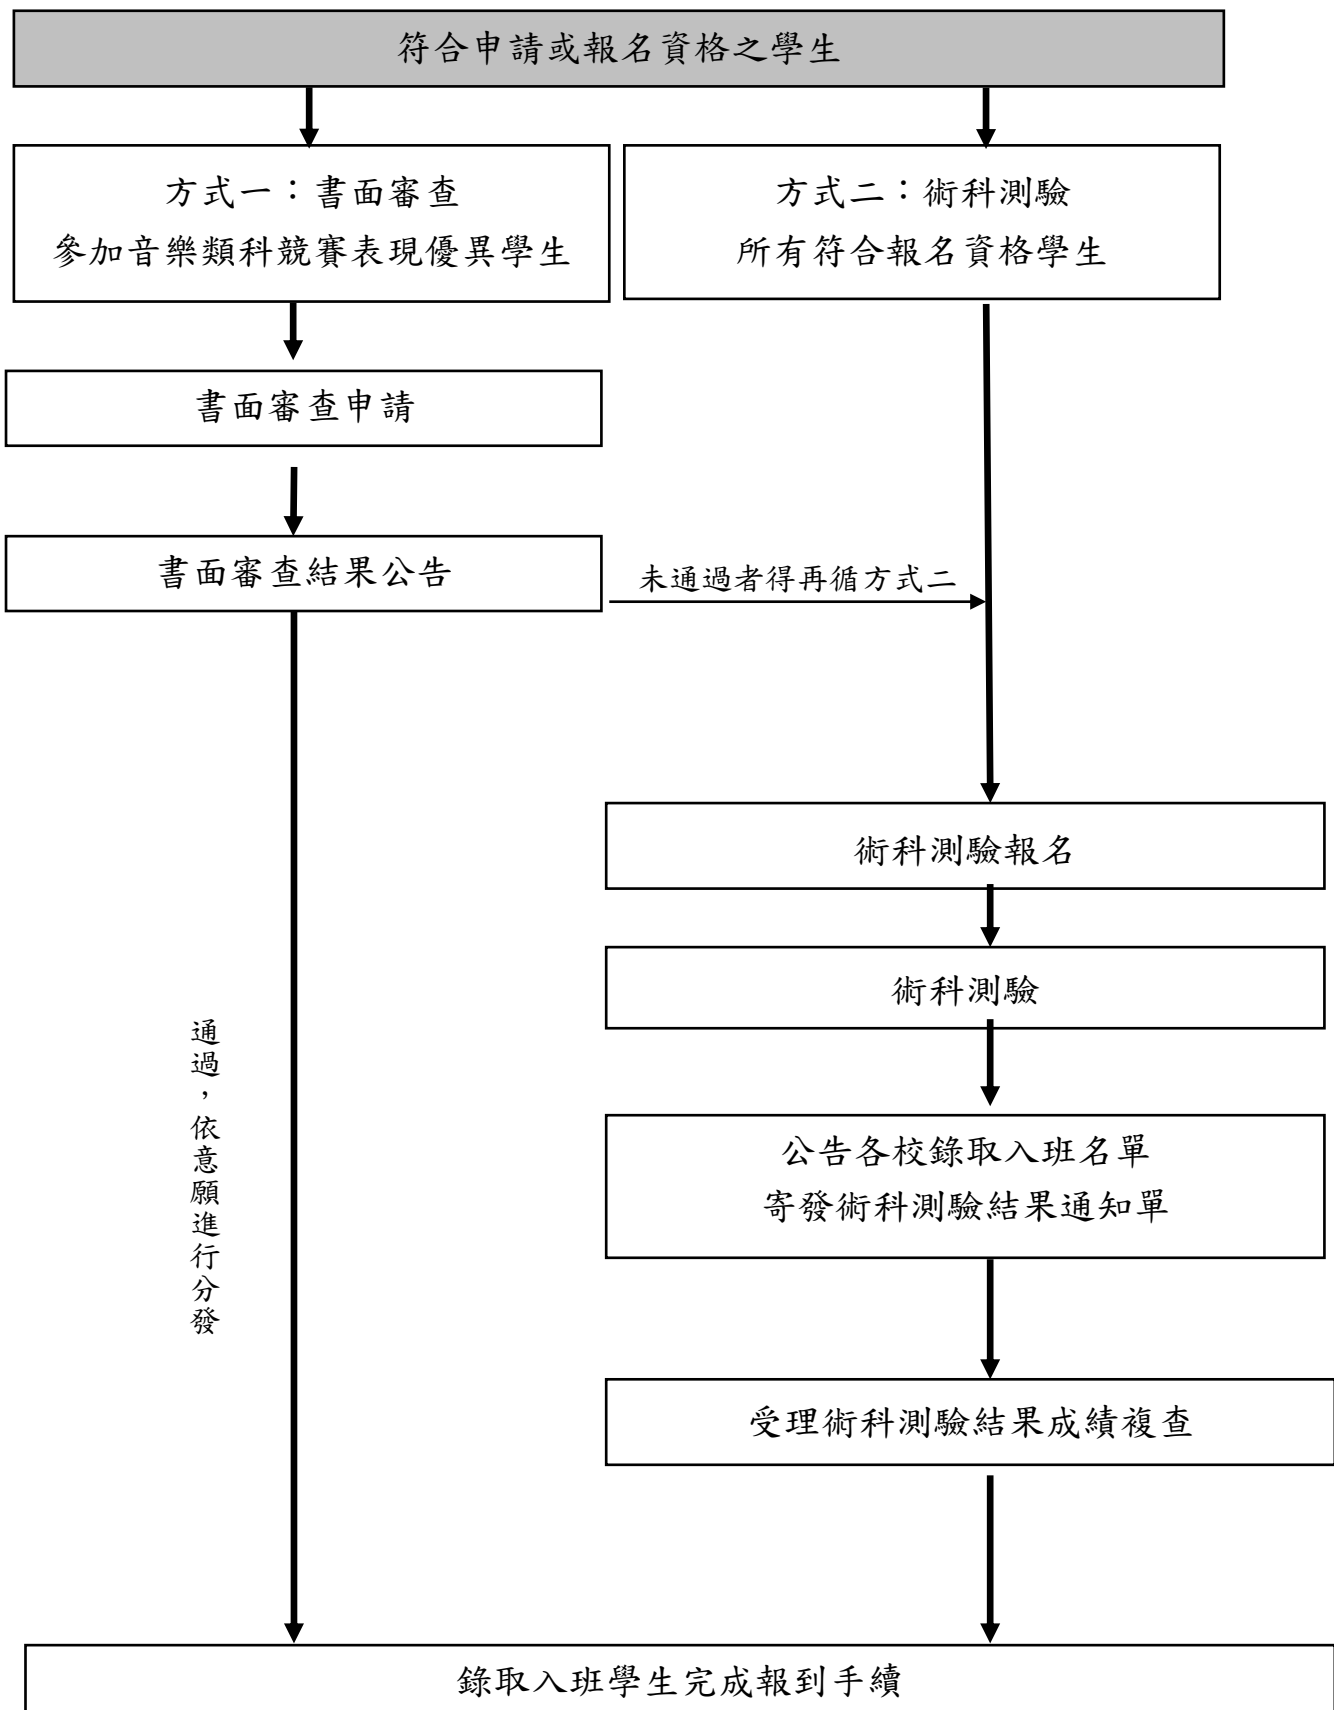 符合申請或報名資格之學生
方式一：書面審查
參加音樂類科競賽表現優異學生
方式二：術科測驗
所有符合報名資格學生
書面審查申請
書面審查結果公告
未通過者得再循方式二
術科測驗報名
術科測驗
通過，依意願進行分發
公告各校錄取入班名單
寄發術科測驗結果通知單
受理術科測驗結果成績複查
錄取入班學生完成報到手續